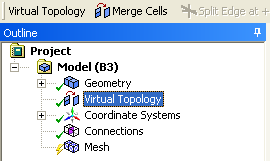 Virtual Topology Merge Cells Split Edge at +
Outline
Project
Model (B3)
Geometry
Virtual Topology
Coordinate Systems
Connections
Mesh